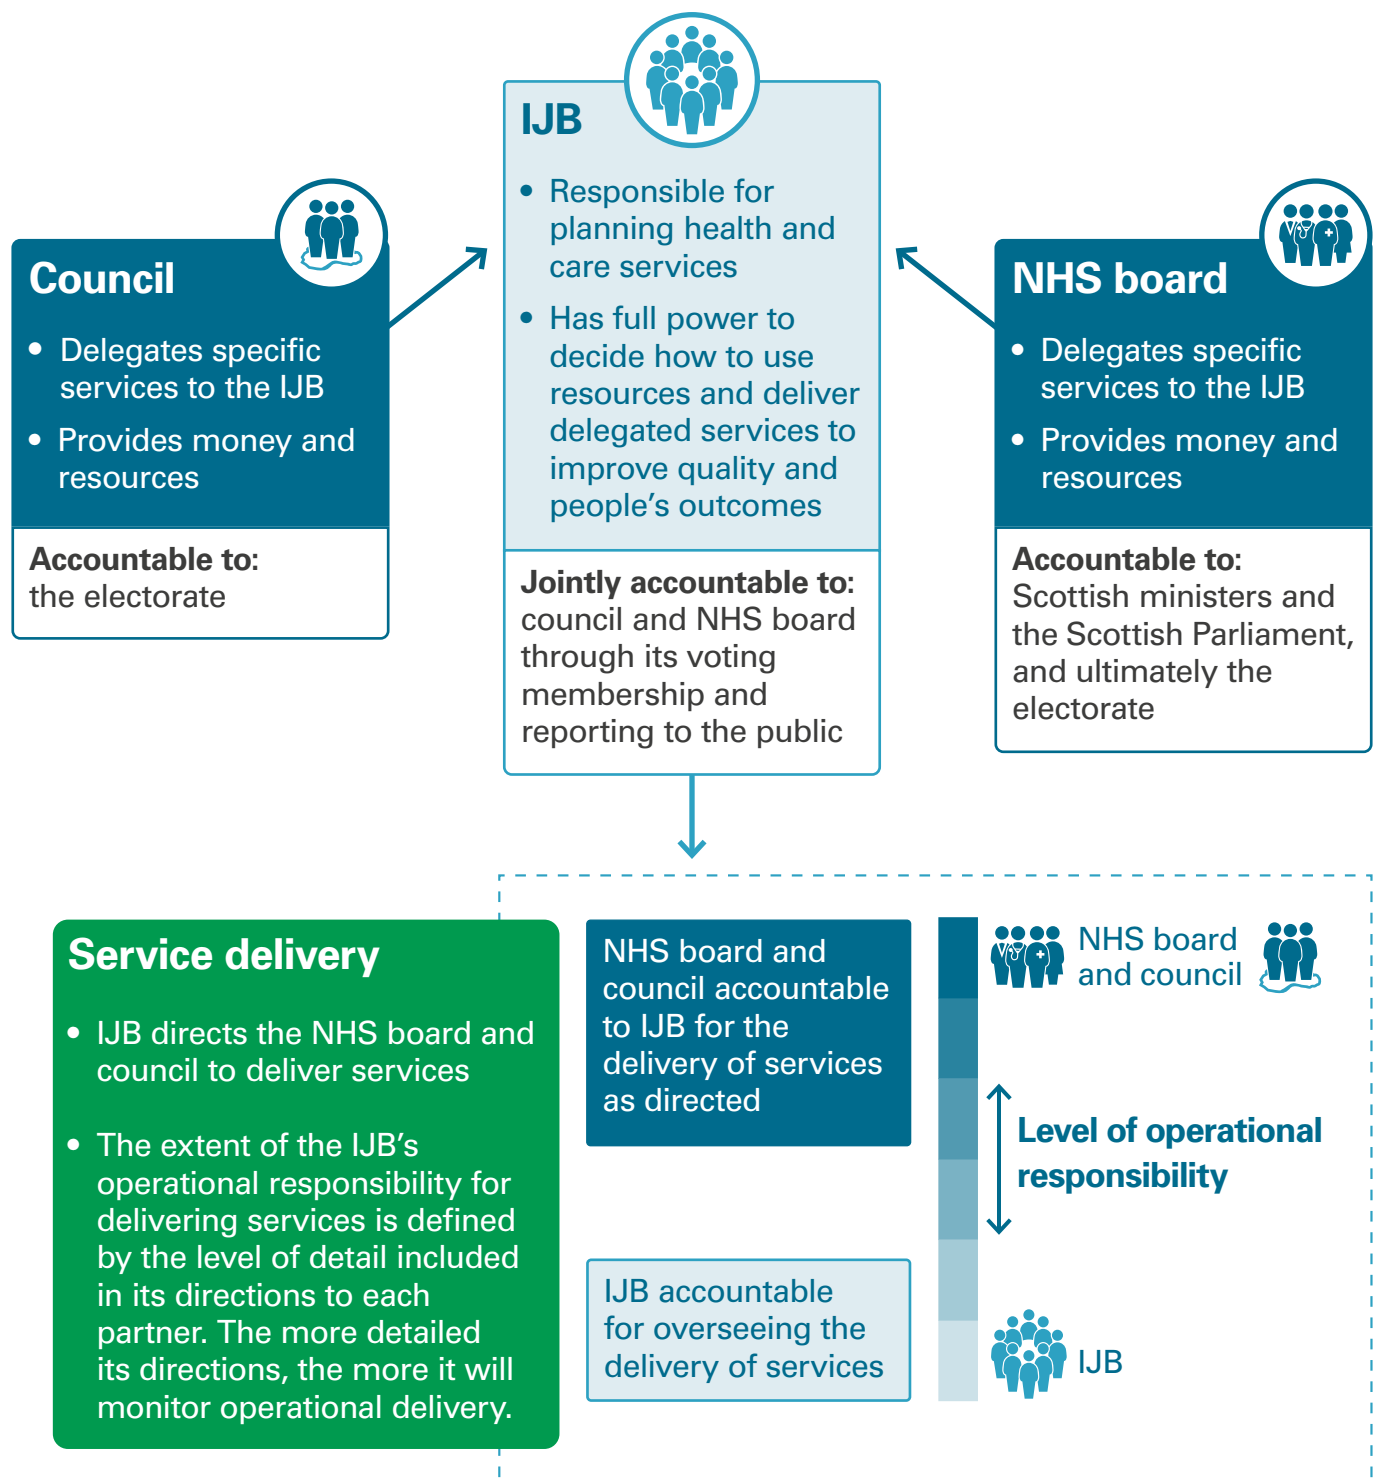 IJB
• Responsible for
planning health and
care services
• Has full power to
decide how to use
resources and deliver
delegated services to
improve quality and
people’s outcomes
Jointly accountable to:
council and NHS board
through its voting
membership and
reporting to the public
Council
• Delegates specific
services to the IJB
• Provides money and
resources
Accountable to:
the electorate
NHS board
• Delegates specific
services to the IJB
• Provides money and
resources
Accountable to:
Scottish ministers and
the Scottish Parliament,
and ultimately the
electorate
Service delivery
• IJB directs the NHS board and
council to deliver services
• The extent of the IJB’s
operational responsibility for
delivering services is defined
by the level of detail included
in its directions to each
partner. The more detailed
its directions, the more it will
monitor operational delivery.
NHS board and
council accountable
to IJB for the
delivery of services
as directed
IJB accountable
for overseeing the
delivery of services
NHS board
and council
Level of operational
responsibility
IJB